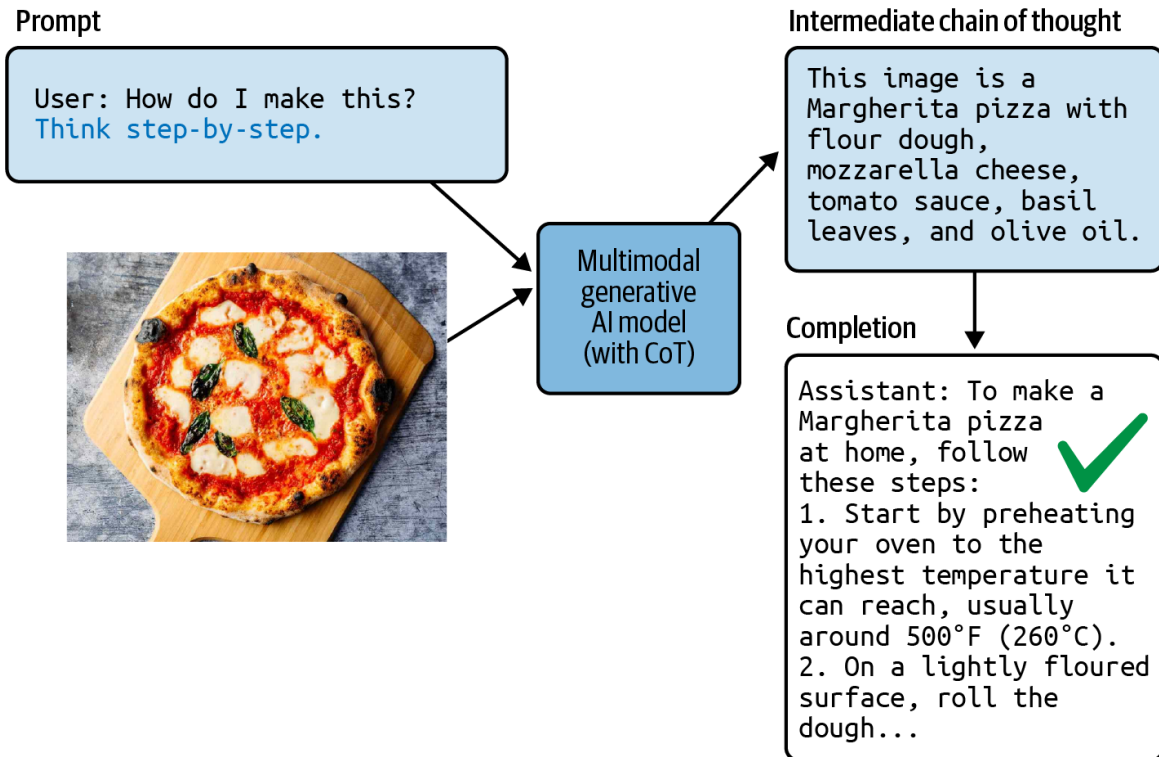 Prompt
User: How do I make this?
Think step-by-step.
Multimodal
generative
AI model
(with CoT)
Intermediate chain of thought
This image is a
Margherita pizza with
flour dough,
mozzarella cheese,
tomato sauce, basil
leaves, and olive oil.
Completion
Assistant: To make a
Margherita pizza
at home, follow
these steps:
1. Start by preheating
your oven to the
highest temperature it
can reach, usually
around 500°F (260°C).
2. On a lightly floured
surface, roll the
dough...